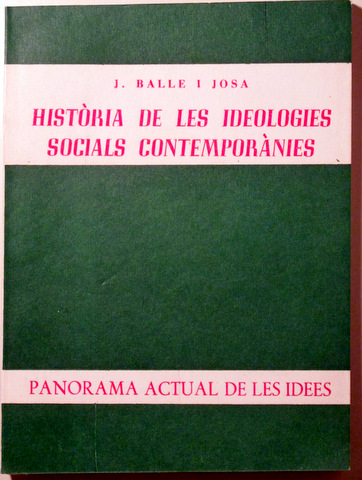 J. BALLE I JOSA
HISTÒRIA DE LES IDEOLOGIES
SOCIALS CONTEMPORÀNIES
PANORAMA ACTUAL DE LES IDEES